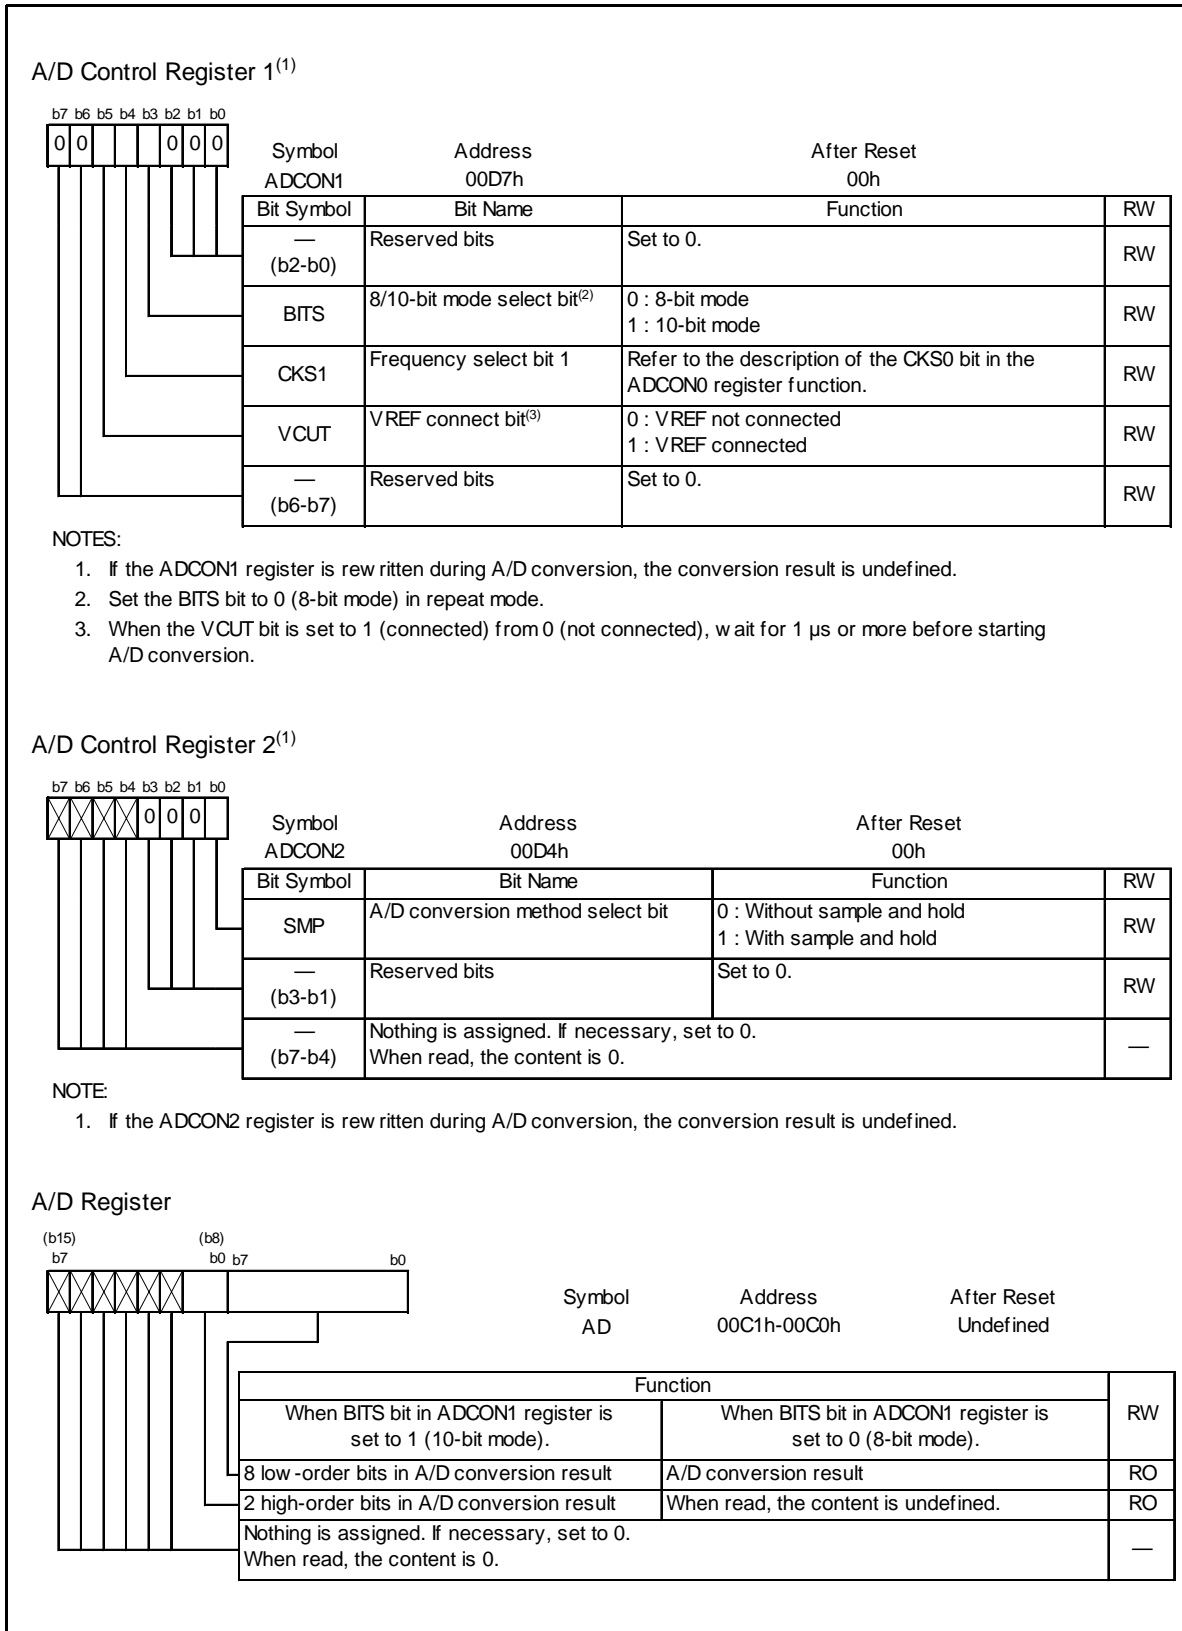 A/D Control Register 1(1)
b7 b6 b5 b4 b3 b2 b1 b0
0 0 0 0 0
Symbol Address After Reset
ADCON1 00D7h 00h
Bit Symbol Bit Name Function RW
— (b2-b0) Reserved bits Set to 0. RW
BITS 8/10-bit mode select bit(2) 0 : 8-bit mode
1 : 10-bit mode RW
CKS1 Frequency select bit 1 Refer to the description of the CKS0 bit in the
ADCON0 register function. RW
VCUT VREF connect bit(3) 0 : VREF not connected
1 : VREF connected RW
— (b6-b7) Reserved bits Set to 0. RW
NOTES:
1. If the ADCON1 register is rewritten during A/D conversion, the conversion result is undefined.
2. Set the BITS bit to 0 (8-bit mode) in repeat mode.
3. When the VCUT bit is set to 1 (connected) from 0 (not connected), wait for 1 µs or more before starting
A/D conversion.
A/D Control Register 2(1)
b7 b6 b5 b4 b3 b2 b1 b0
0 0 0
Symbol Address After Reset
ADCON2 00D4h 00h
Bit Symbol Bit Name Function RW
SMP A/D conversion method select bit 0 : Without sample and hold
1 : With sample and hold RW
— (b3-b1) Reserved bits Set to 0. RW
— (b7-b4) Nothing is assigned. If necessary, set to 0.
When read, the content is 0. —
NOTE:
1. If the ADCON2 register is rewritten during A/D conversion, the conversion result is undefined.
A/D Register
(b15) (b8)
b7 b0 b7 b0
Symbol Address After Reset
AD 00C1h-00C0h Undefined
Function RW
When BITS bit in ADCON1 register is
set to 1 (10-bit mode).
When BITS bit in ADCON1 register is
set to 0 (8-bit mode).
8 low-order bits in A/D conversion result A/D conversion result RO
2 high-order bits in A/D conversion result When read, the content is undefined. RO
Nothing is assigned. If necessary, set to 0.
When read, the content is 0. —